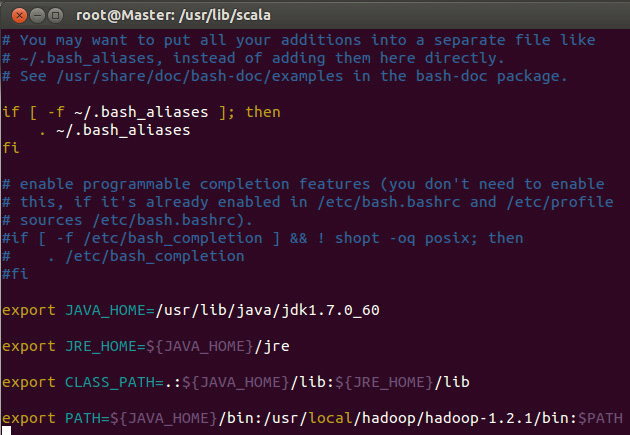 root@Master: /usr/lib/scala
# You may want to put all your additions into a separate file like
# ~/.bash_aliases, instead of adding them here directly.
# See /usr/share/doc/bash-doc/examples in the bash-doc package.
if [ -f ~/.bash_aliases ]; then
    . ~/.bash_aliases
fi
# enable programmable completion features (you don't need to enable
# this, if it's already enabled in /etc/bash.bashrc and /etc/profile
# sources /etc/bash.bashrc).
#if [ -f /etc/bash_completion ] && ! shopt -oq posix; then
#    . /etc/bash_completion
#fi
export JAVA_HOME=/usr/lib/java/jdk1.7.0_60
export JRE_HOME=${JAVA_HOME}/jre
export CLASS_PATH=.:${JAVA_HOME}/lib:${JRE_HOME}/lib
export PATH=${JAVA_HOME}/bin:/usr/local/hadoop/hadoop-1.2.1/bin:$PATH